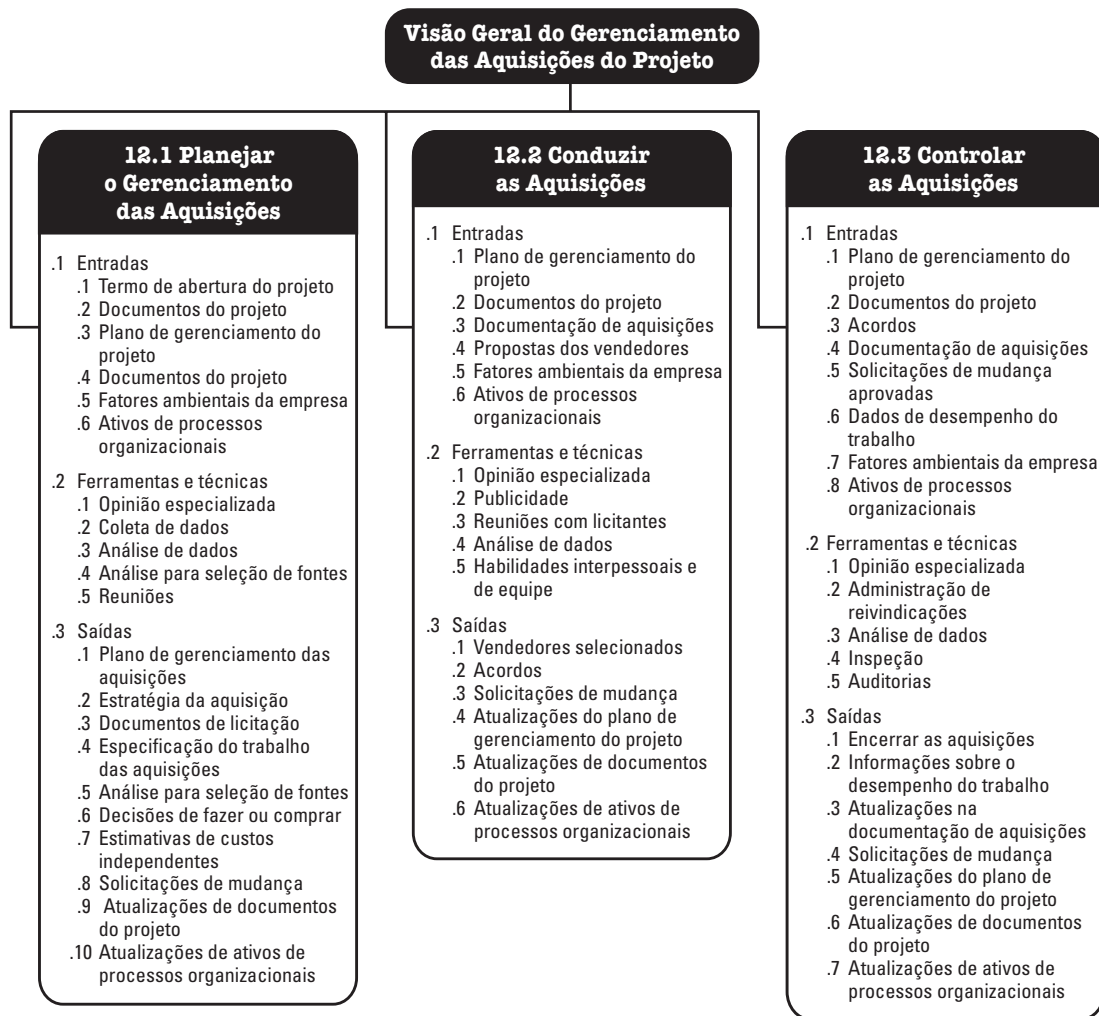 Visão Geral do Gerenciamento
das Aquisições do Projeto
12.1 Planejar
o Gerenciamento
das Aquisições
.1 Entradas
.1 Termo de abertura do projeto
.2 Documentos do projeto
.3 Plano de gerenciamento do
projeto
.4 Documentos do projeto
.5 Fatores ambientais da empresa
.6 Ativos de processos
organizacionais
.2 Ferramentas e técnicas
.1 Opinião especializada
.2 Coleta de dados
.3 Análise de dados
.4 Análise para seleção de fontes
.5 Reuniões
.3 Saídas
.1 Plano de gerenciamento das
aquisições
.2 Estratégia da aquisição
.3 Documentos de licitação
.4 Especificação do trabalho
das aquisições
.5 Análise para seleção de fontes
.6 Decisões de fazer ou comprar
.7 Estimativas de custos
independentes
.8 Solicitações de mudança
.9 Atualizações de documentos
do projeto
.10 Atualizações de ativos de
processos organizacionais
12.2 Conduzir
as Aquisições
.1 Entradas
.1 Plano de gerenciamento do
projeto
.2 Documentos do projeto
.3 Documentação de aquisições
.4 Propostas dos vendedores
.5 Fatores ambientais da empresa
.6 Ativos de processos
organizacionais
.2 Ferramentas e técnicas
.1 Opinião especializada
.2 Publicidade
.3 Reuniões com licitantes
.4 Análise de dados
.5 Habilidades interpessoais e
de equipe
.3 Saídas
.1 Vendedores selecionados
.2 Acordos
.3 Solicitações de mudança
.4 Atualizações do plano de
gerenciamento do projeto
.5 Atualizações de documentos
do projeto
.6 Atualizações de ativos de
processos organizacionais
12.3 Controlar
as Aquisições
.1 Entradas
.1 Plano de gerenciamento do
projeto
.2 Documentos do projeto
.3 Acordos
.4 Documentação de aquisições
.5 Solicitações de mudança
aprovadas
.6 Dados de desempenho do
trabalho
.7 Fatores ambientais da empresa
.8 Ativos de processos
organizacionais
.2 Ferramentas e técnicas
.1 Opinião especializada
.2 Administração de
reivindicações
.3 Análise de dados
.4 Inspeção
.5 Auditorias
.3 Saídas
.1 Encerrar as aquisições
.2 Informações sobre o
desempenho do trabalho
.3 Atualizações na
documentação de aquisições
.4 Solicitações de mudança
.5 Atualizações do plano de
gerenciamento do projeto
.6 Atualizações de documentos
do projeto
.7 Atualizações de ativos de
processos organizacionais